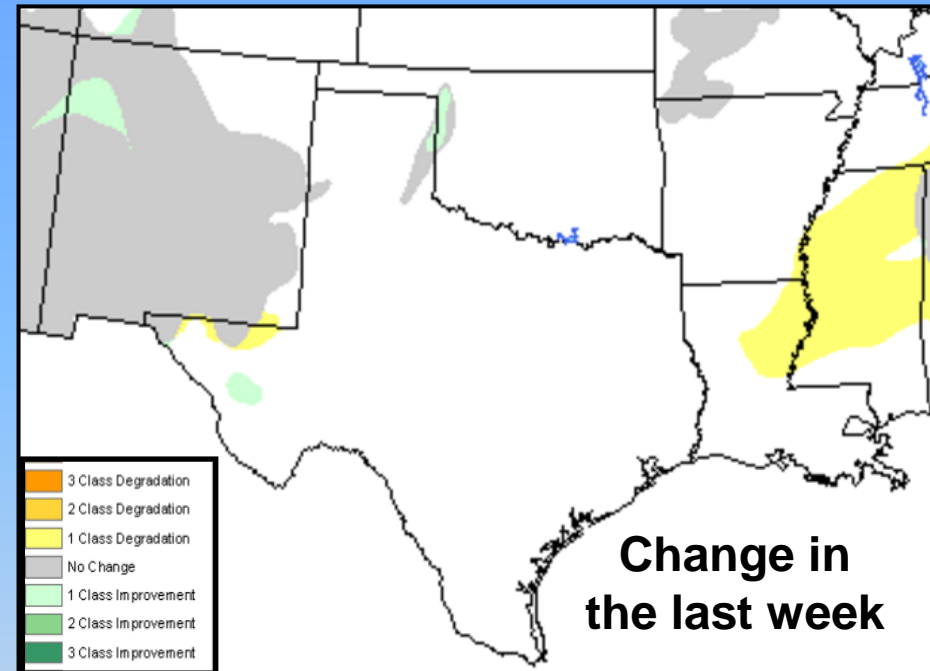 3 Class Degradation
2 Class Degradation
1 Class Degradation
No Change
1 Class Improvement
2 Class Improvement
3 Class Improvement
Change in
the last week